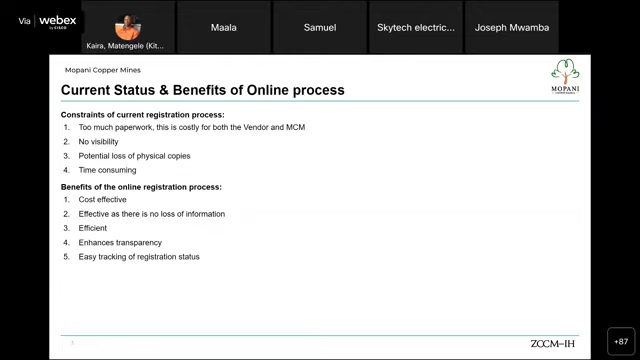 Via webex
by CISCO
Kaira, Matengele (Kit...
Maala
Samuel
Skytech electric...
Joseph Mwamba
Mopani Copper Mines
MOPANI
Current Status & Benefits of Online process
Constraints of current registration process:
1. Too much paperwork, this is costly for both the Vendor and MCM
2. No visibility
3. Potential loss of physical copies
4. Time consuming
Benefits of the online registration process:
1. Cost effective
2. Effective as there is no loss of information
3. Efficient
4. Enhances transparency
5. Easy tracking of registration status
3
ZCCM–IH
+87